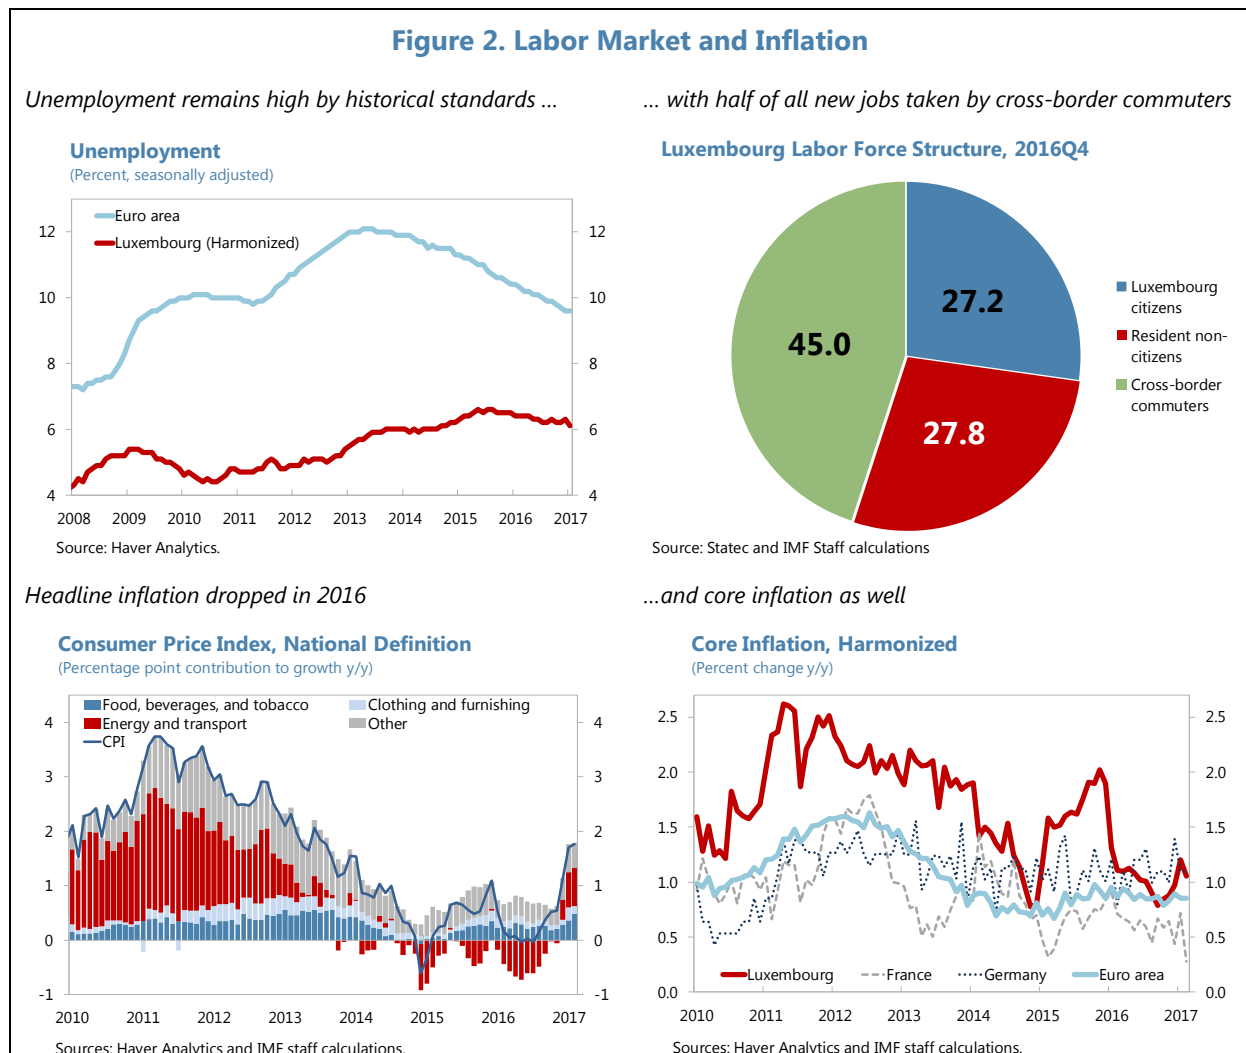 Figure 2. Labor Market and Inflation
Unemployment remains high by historical standards ...
... with half of all new jobs taken by cross-border commuters
Unemployment
(Percent, seasonally adjusted)
Euro area
Luxembourg (Harmonized)
12
10
8
6
4
12
10
8
6
4
2008 2009 2010 2011 2012 2013 2014 2015 2016 2017
Source: Haver Analytics.
Luxembourg Labor Force Structure, 2016Q4
27.2
45.0
27.8
Luxembourg
citizens
Resident non-
citizens
Cross-border
commuters
Source: Statec and IMF Staff calculations
Headline inflation dropped in 2016
...and core inflation as well
Consumer Price Index, National Definition
(Percentage point contribution to growth y/y)
Food, beverages, and tobacco
Clothing and furnishing
Energy and transport
Other
CPI
4
3
2
1
0
-1
4
3
2
1
0
-1
2010 2011 2012 2013 2014 2015 2016 2017
Sources: Haver Analytics and IMF staff calculations.
Core Inflation, Harmonized
(Percent change y/y)
2.5
2.0
1.5
1.0
0.5
0.0
2.5
2.0
1.5
1.0
0.5
0.0
Luxembourg
France
Germany
Euro area
2010 2011 2012 2013 2014 2015 2016 2017
Sources: Haver Analytics and IMF staff calculations.